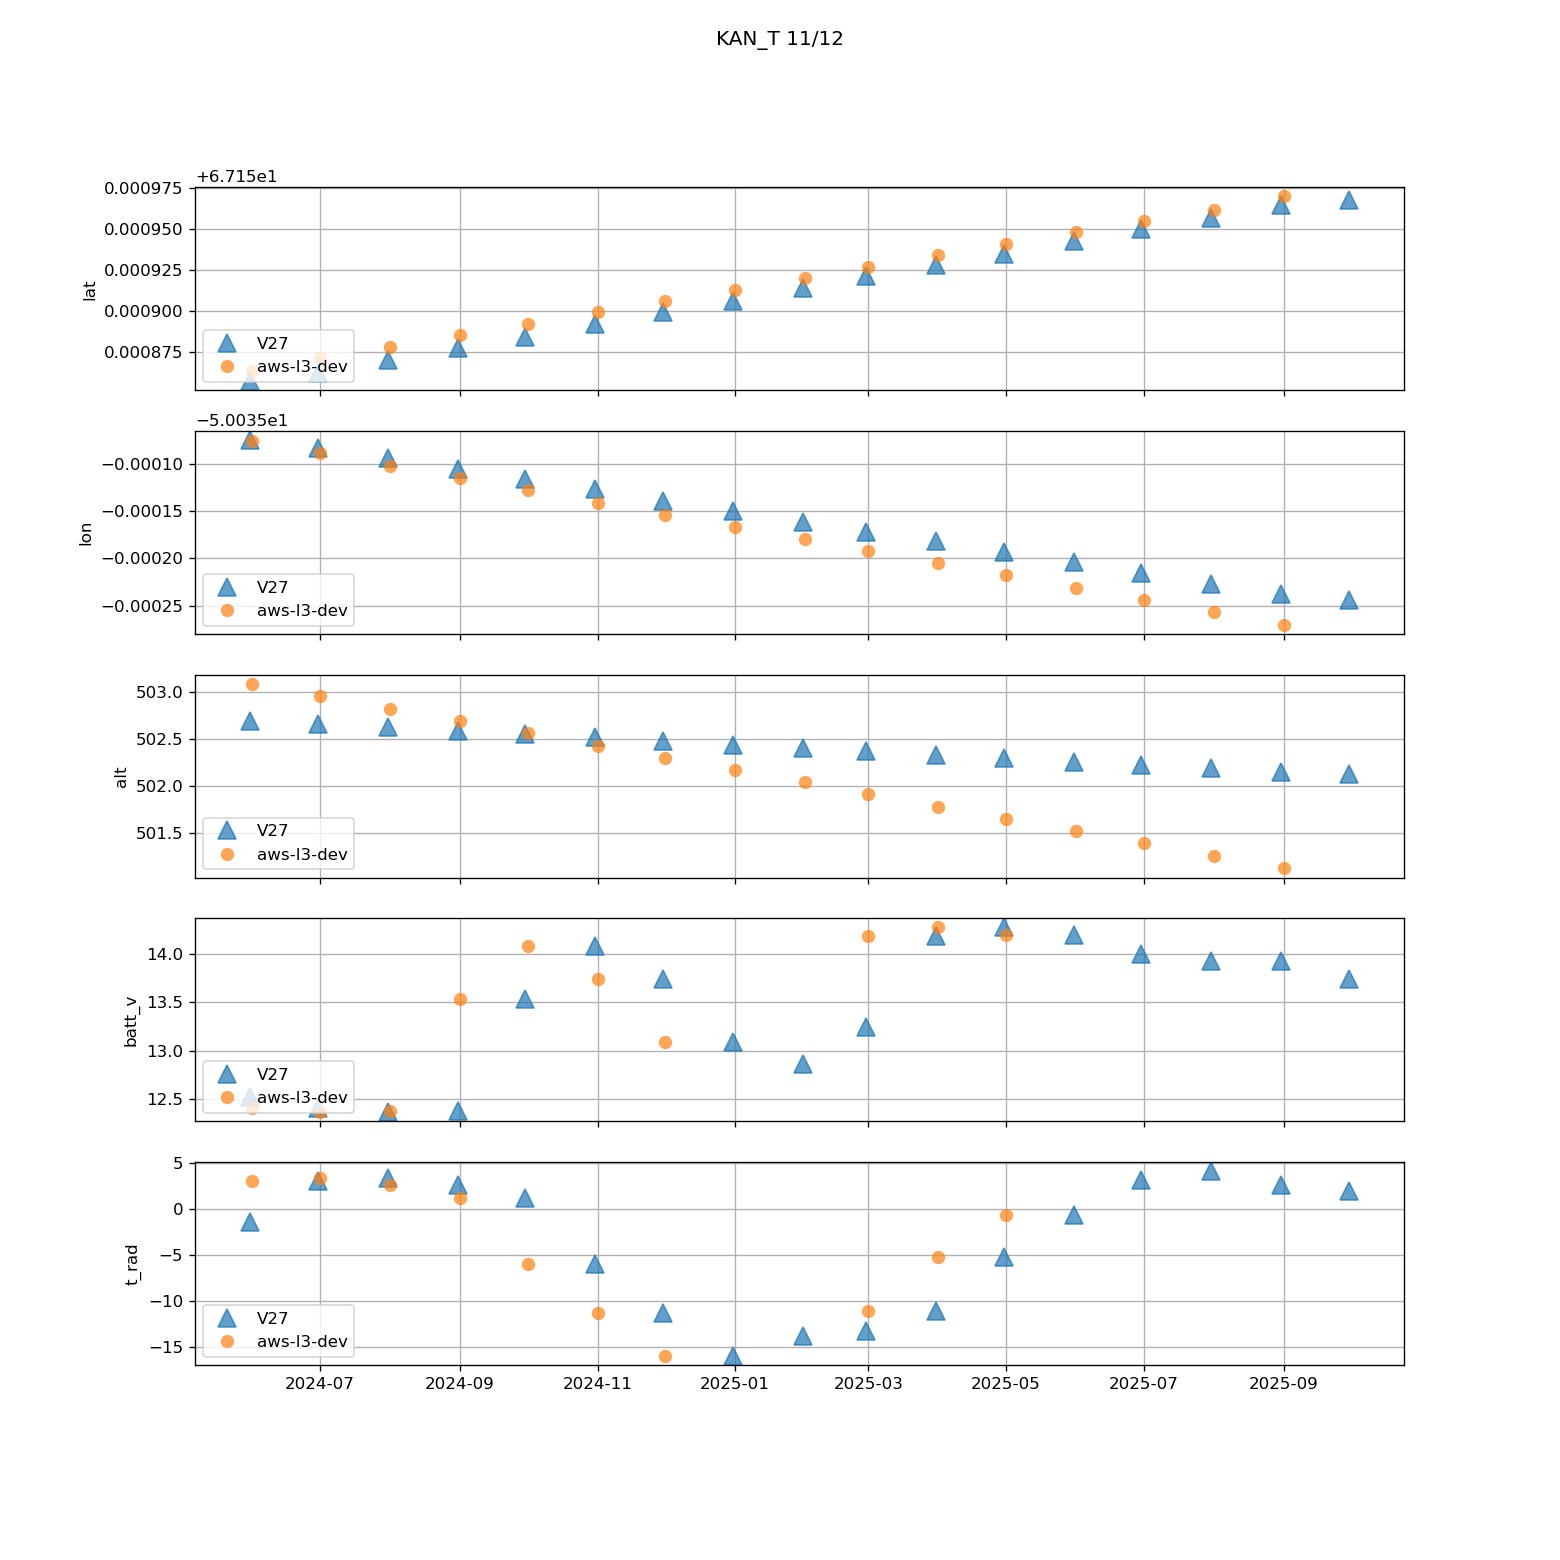 KAN_T 11/12
+6.715e1
0.000975
0.000950
0.000925
0.000900
0.000875
lat
V27
aws-l3-dev
−5.0035e1
−0.00010
−0.00015
−0.00020
−0.00025
lon
V27
aws-l3-dev
503.0
502.5
502.0
501.5
alt
V27
aws-l3-dev
14.0
13.5
13.0
12.5
batt_v
V27
aws-l3-dev
5
0
−5
−10
−15
t_rad
V27
aws-l3-dev
2024-07 2024-09 2024-11 2025-01 2025-03 2025-05 2025-07 2025-09